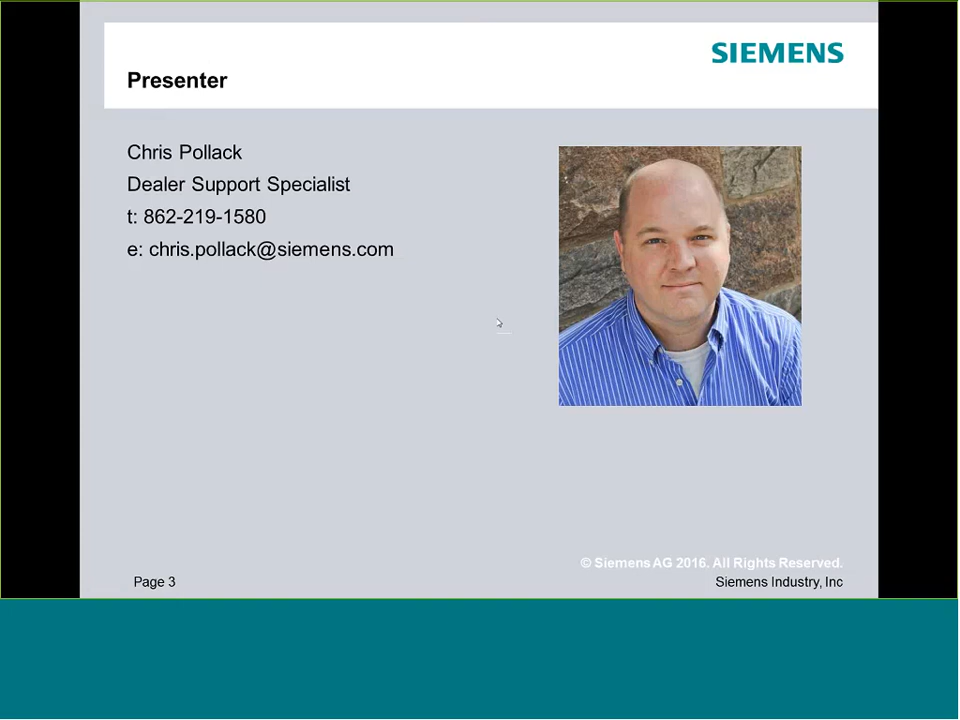 SIEMENS
Presenter
Chris Pollack
Dealer Support Specialist
t: 862-219-1580
e: chris.pollack@siemens.com
© Siemens AG 2016. All Rights Reserved.
Page 3
Siemens Industry, Inc